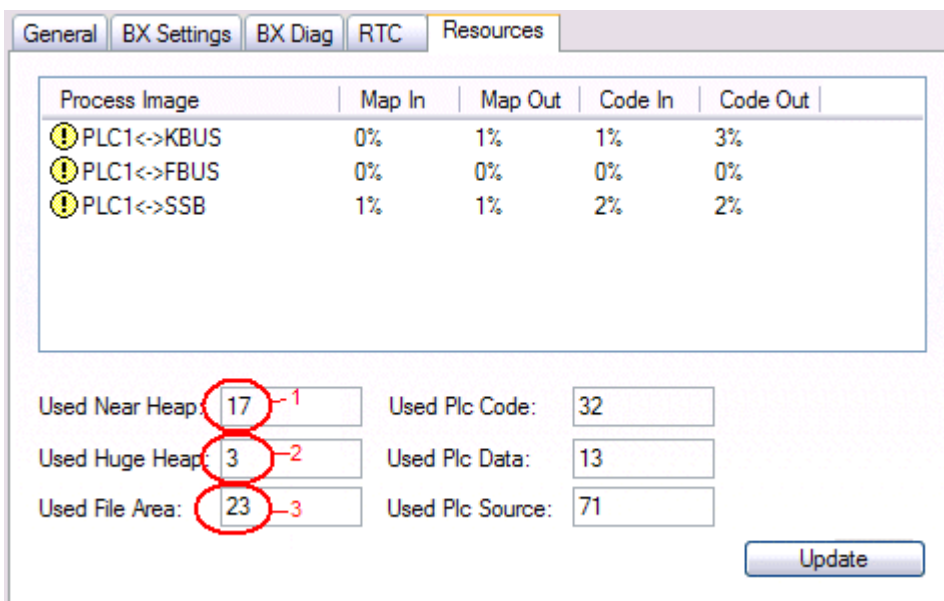 General BX Settings BX Diag RTC Resources
Process Image Map In Map Out Code In Code Out
PLC1<->KBUS 0% 1% 1% 3%
PLC1<->FBUS 0% 0% 0% 0%
PLC1<->SSB 1% 1% 2% 2%
Used Near Heap: 17 1 Used Plc Code: 32
Used Huge Heap: 3 2 Used Plc Data: 13
Used File Area: 23 3 Used Plc Source: 71
Update